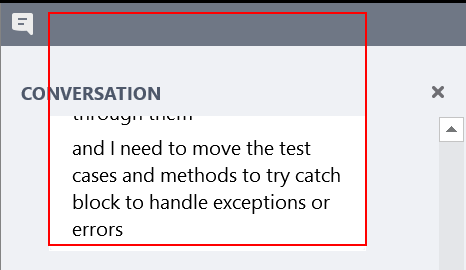 CONVERSATION
through them
and I need to move the test
cases and methods to try catch
block to handle exceptions or
errors